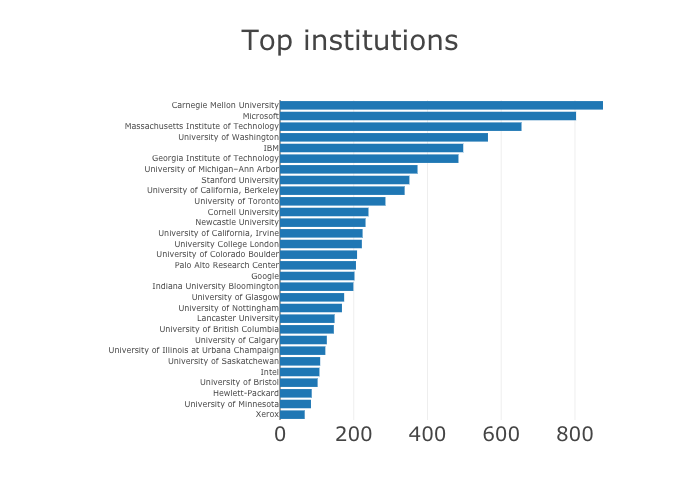 Top institutions
Carnegie Mellon University
Microsoft
Massachusetts Institute of Technology
University of Washington
IBM
Georgia Institute of Technology
University of Michigan–Ann Arbor
Stanford University
University of California, Berkeley
University of Toronto
Cornell University
Newcastle University
University of California, Irvine
University College London
University of Colorado Boulder
Palo Alto Research Center
Google
Indiana University Bloomington
University of Glasgow
University of Nottingham
Lancaster University
University of British Columbia
University of Calgary
University of Illinois at Urbana Champaign
University of Saskatchewan
Intel
University of Bristol
Hewlett-Packard
University of Minnesota
Xerox
0 200 400 600 800